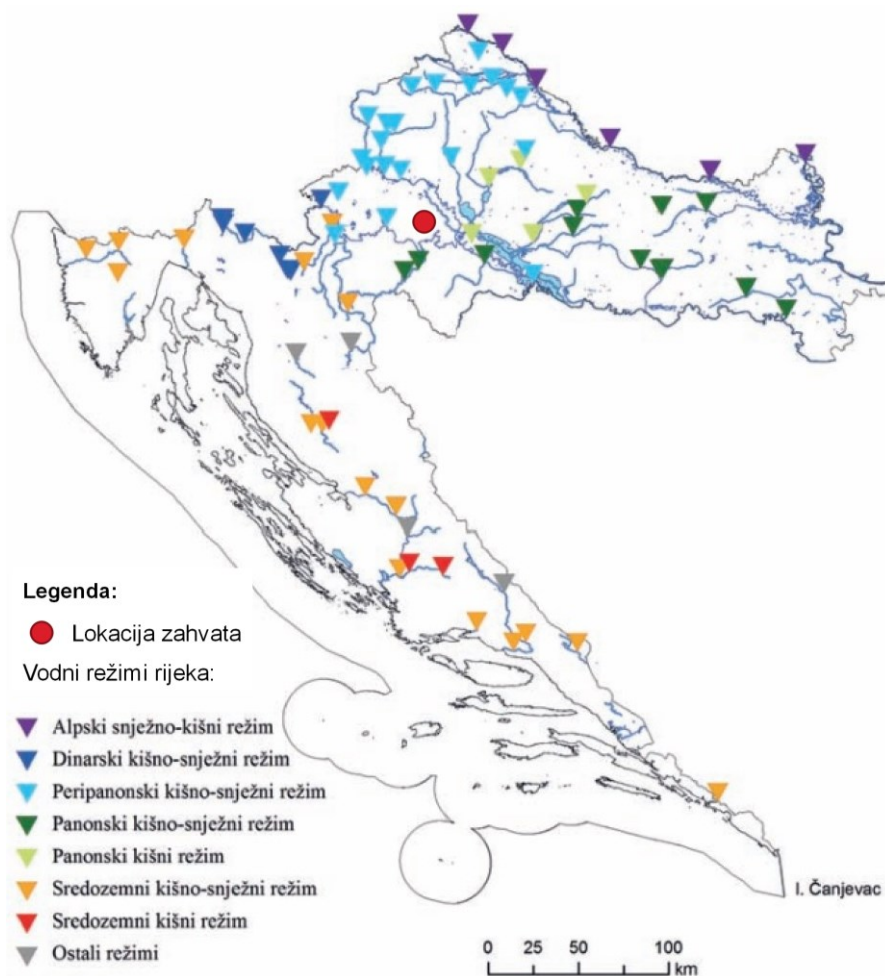 Legenda:
Lokacija zahvata
Vodni režimi rijeka:
Alpski snježno-kišni režim
Dinarski kišno-snježni režim
Peripanonski kišno-snježni režim
Panonski kišno-snježni režim
Panonski kišni režim
Sredozemni kišno-snježni režim
Sredozemni kišni režim
Ostali režimi
I. Čanjevac
0 25 50 100
km